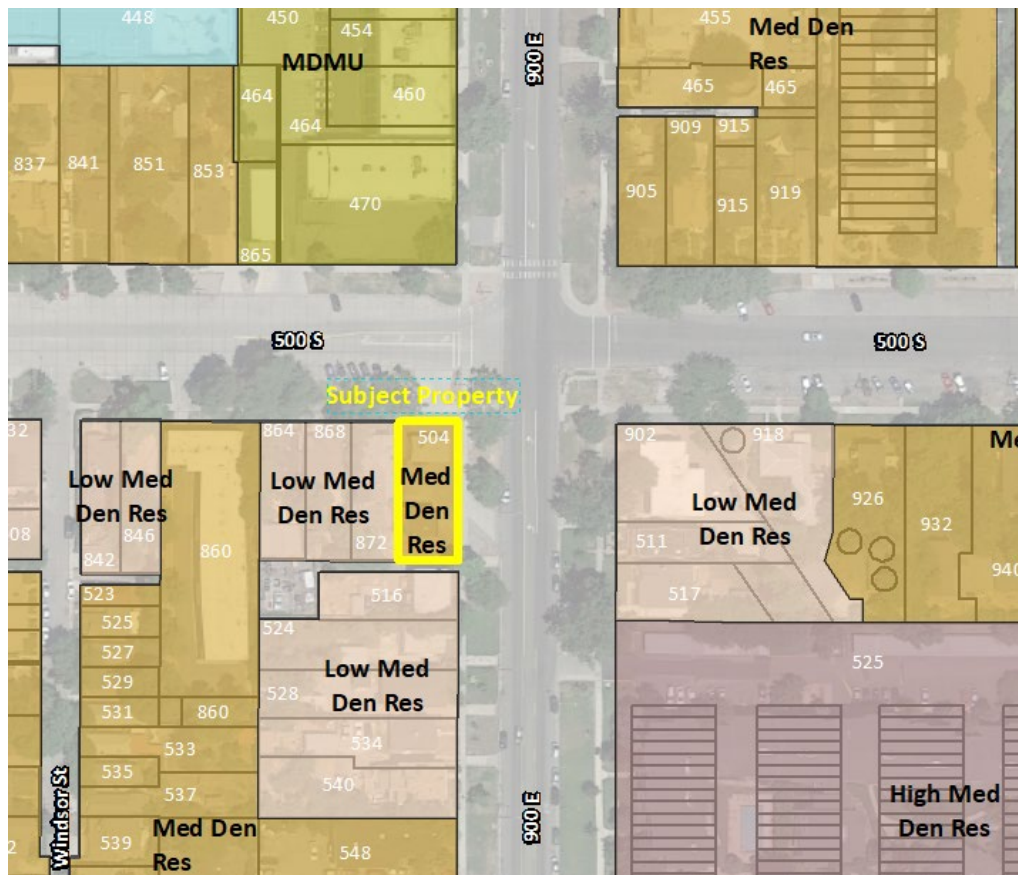 448
450
454
MDMU
464
460
464
470
837
841
851
853
865
900 E
455
Med Den
Res
465
465
909
915
905
915
919
500 S
500 S
Subject Property
32
08
Low Med
Den Res
842
846
860
864
868
Low Med
Den Res
872
504
Med
Den
Res
902
918
Low Med
Den Res
511
517
926
932
940
Me
523
525
527
529
531
860
533
535
537
539
Med Den
Res
516
524
528
Low Med
Den Res
534
540
548
525
High Med
Den Res
900 E
Windsor St
2